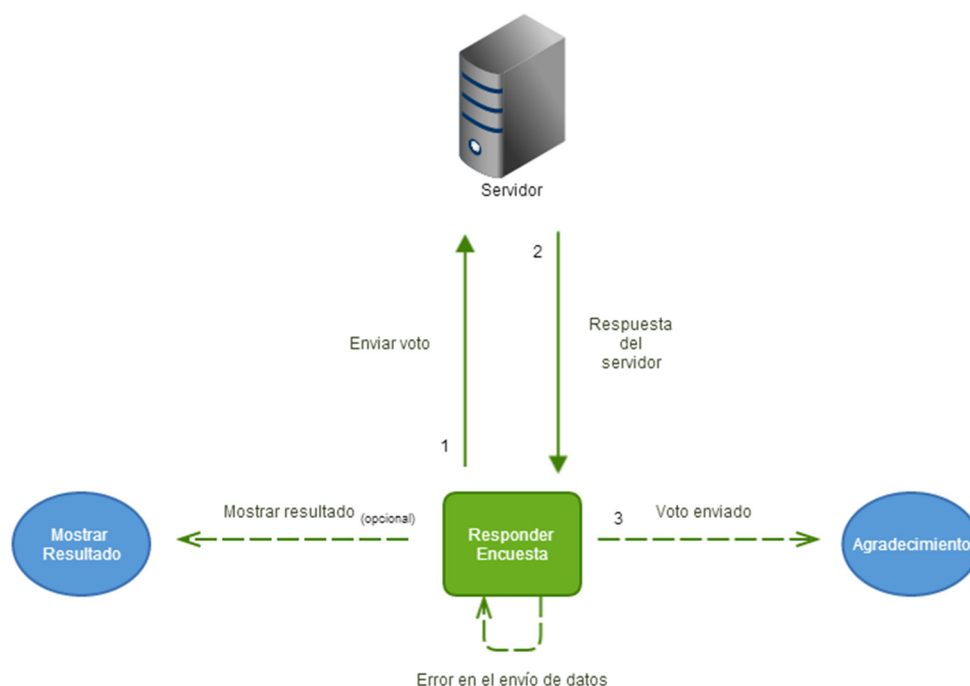 Servidor
2
Enviar voto
Respuesta
del
servidor
1
Mostrar resultado (opcional)
3
Voto enviado
Mostrar
Resultado
Responder
Encuesta
Agradecimiento
Error en el envío de datos